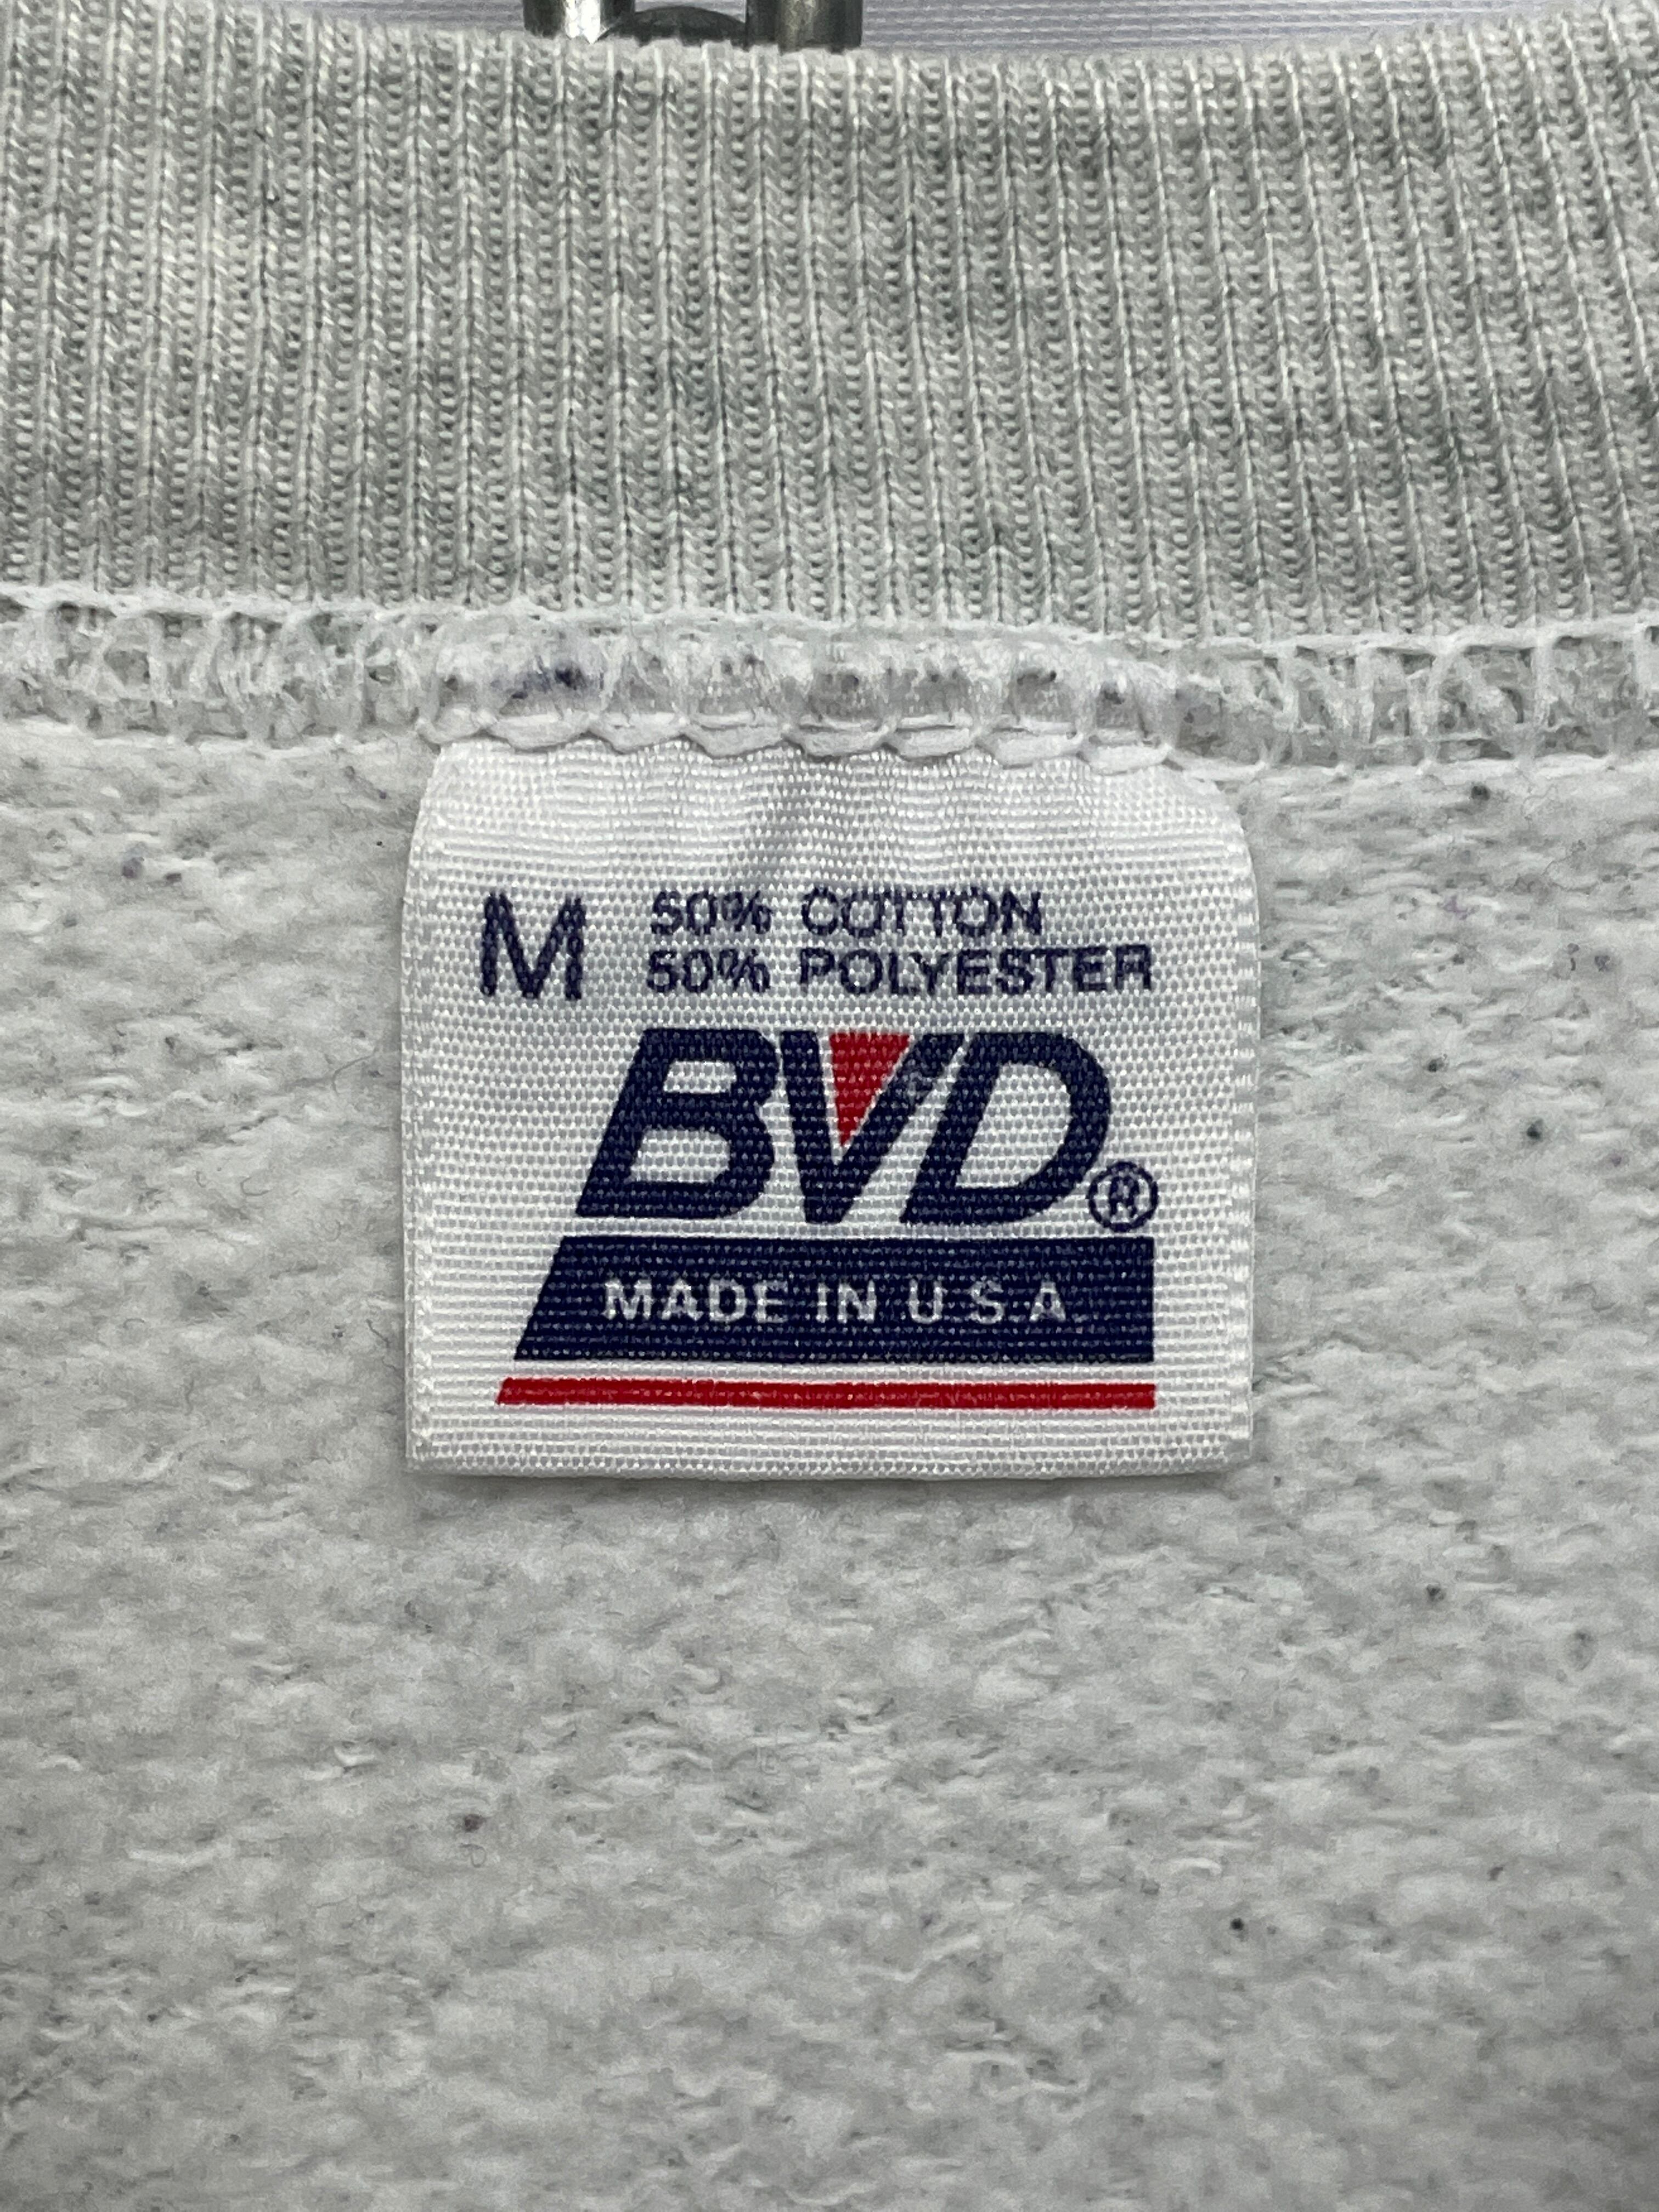 M 50% COTTON
50% POLYESTER
BVD®
MADE IN U.S.A